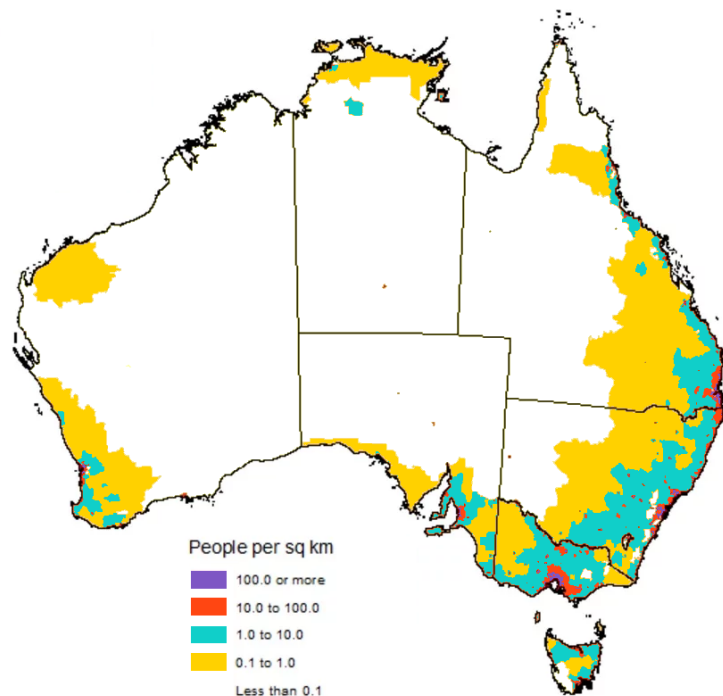 People per sq km
100.0 or more
10.0 to 100.0
1.0 to 10.0
0.1 to 1.0
Less than 0.1